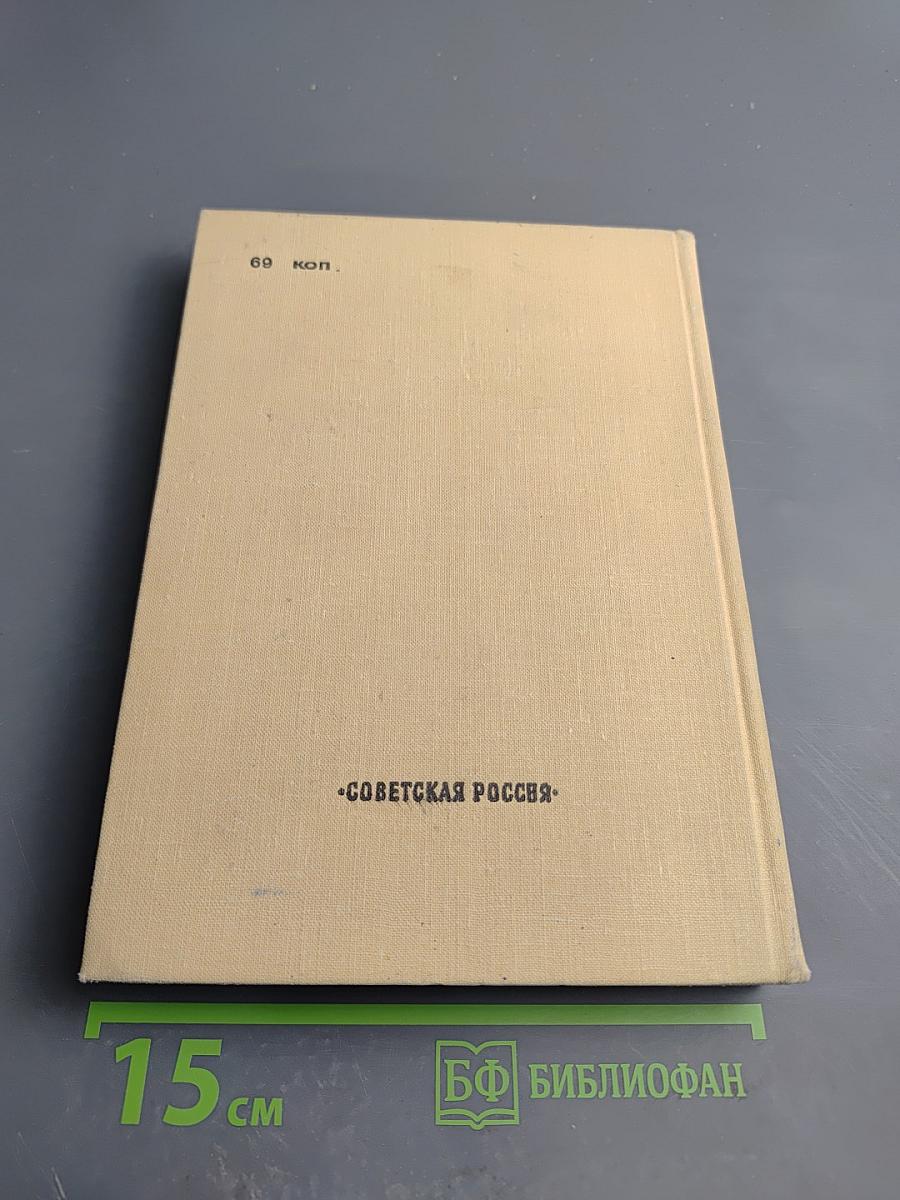 69 коп.
«СОВЕТСКАЯ РОССИЯ»
15 см
БФ БИБЛИОФАН